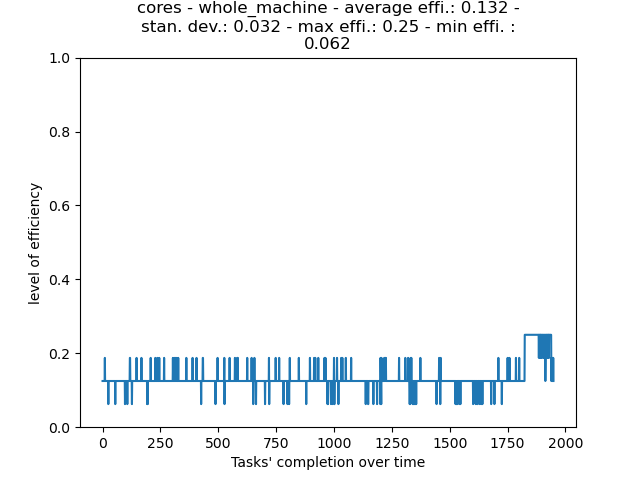 cores - whole_machine - average effi.: 0.132 -
stan. dev.: 0.032 - max effi.: 0.25 - min effi. :
0.062
1.0
0.8
0.6
0.4
0.2
0.0
level of efficiency
0 250 500 750 1000 1250 1500 1750 2000
Tasks' completion over time